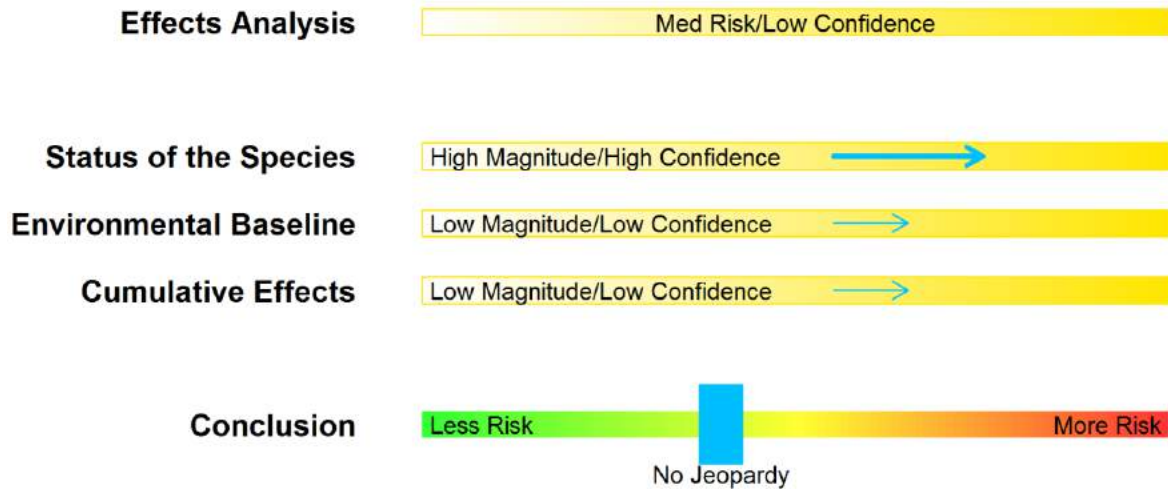 Effects Analysis Med Risk/Low Confidence
Status of the Species High Magnitude/High Confidence
Environmental Baseline Low Magnitude/Low Confidence
Cumulative Effects Low Magnitude/Low Confidence
Conclusion Less Risk More Risk
No Jeopardy